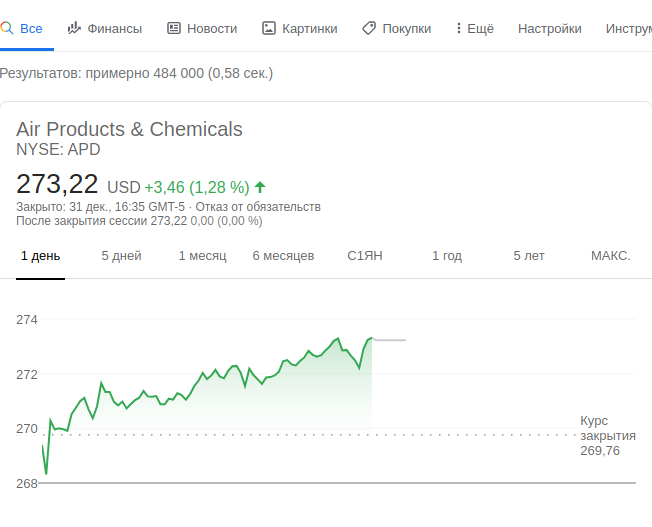 Все Финансы Новости Картинки Покупки Ещё Настройки
Результатов: примерно 484 000 (0,58 сек.)
Air Products & Chemicals
NYSE: APD
273,22 USD +3,46 (1,28 %)
Закрыто: 31 дек., 16:35 GMT-5 · Отказ от обязательств
После закрытия сессии 273,22 0,00 (0,00 %)
1 день 5 дней 1 месяц 6 месяцев С1ЯН 1 год 5 лет МАКС.
274
272
270
Курс
закрытия
269,76
268